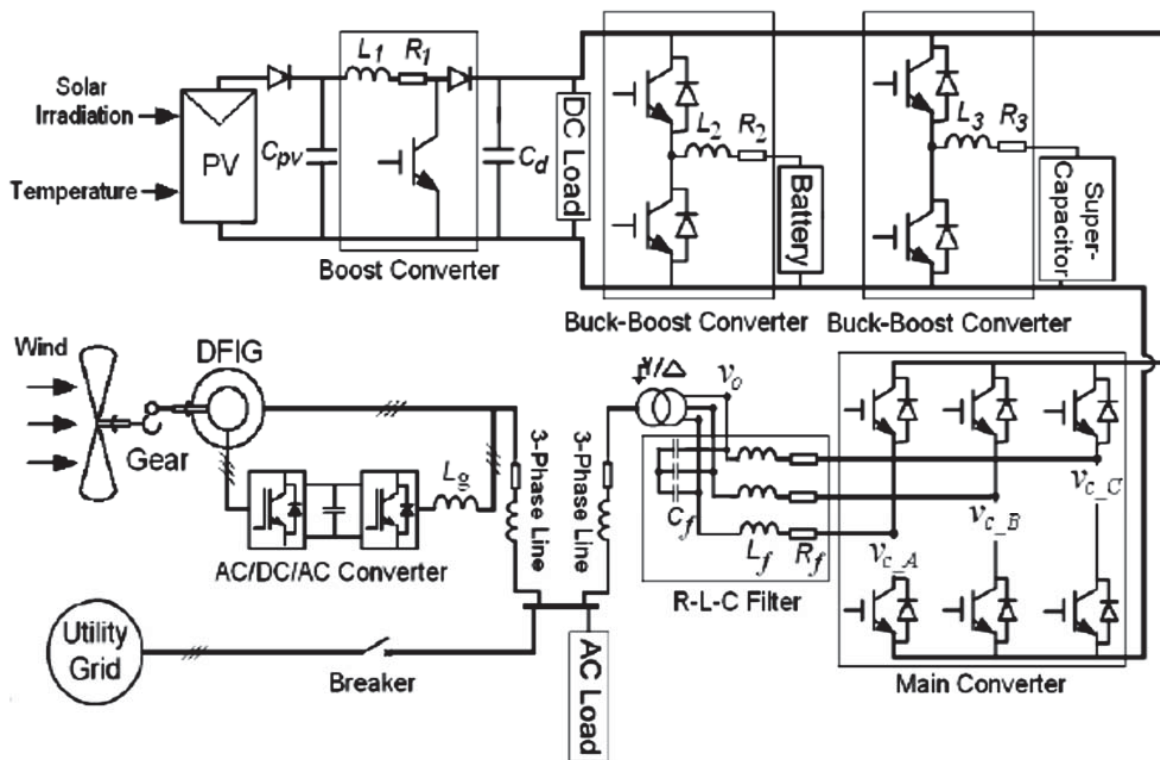 Solar
Irradiation
Temperature
PV
C_pv
L_1 R_1
C_d
Boost Converter
DC Load
L_2 R_2
Battery
Buck-Boost Converter
L_3 R_3
Super-
Capacitor
Buck-Boost Converter
Wind
DFIG
Gear
L_g
AC/DC/AC Converter
3-Phase Line
3-Phase Line
Y/Δ
v_o
C_f
L_f R_f
R-L-C Filter
v_c_A
v_c_B
v_c_C
Main Converter
Utility
Grid
Breaker
AC Load